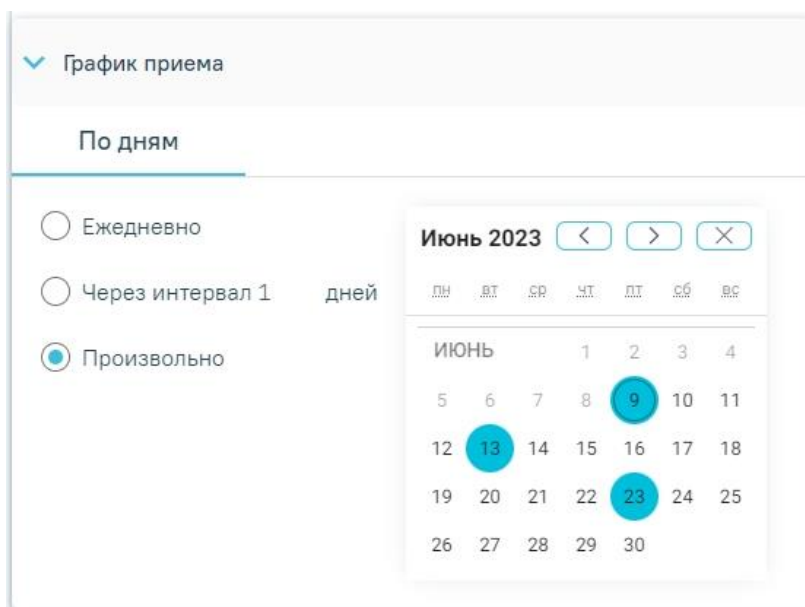 График приема
По дням
Ежедневно
Через интервал 1 дней
Произвольно
Июнь 2023
пн вт ср чт пт сб вс
ИЮНЬ 1 2 3 4
5 6 7 8 9 10 11
12 13 14 15 16 17 18
19 20 21 22 23 24 25
26 27 28 29 30